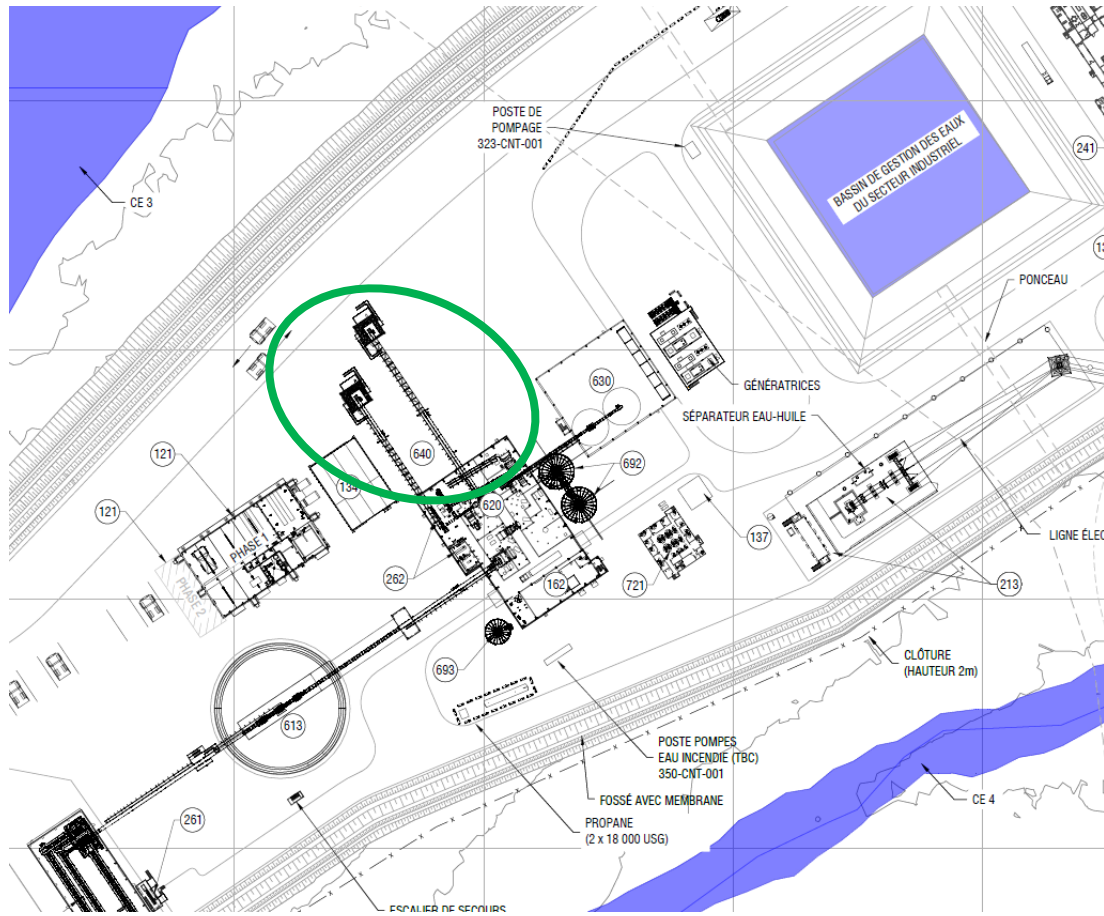 POSTE DE
POMPAGE
323-CNT-001
BASSIN DE GESTION DES EAUX
DU SECTEUR INDUSTRIEL
241
CE 3
PONCEAU
GÉNÉRATRICES
630
SÉPARATEUR EAU-HUILE
121
640
692
134
121
620
PHASE 1
137
LIGNE ÉLEC
PHASE 2
262
162
721
213
CLÔTURE
(HAUTEUR 2m)
693
613
POSTE POMPES
EAU INCENDIE (TBC)
350-CNT-001
FOSSÉ AVEC MEMBRANE
CE 4
261
PROPANE
(2 x 18 000 USG)
ESCALIER DE SECOURS